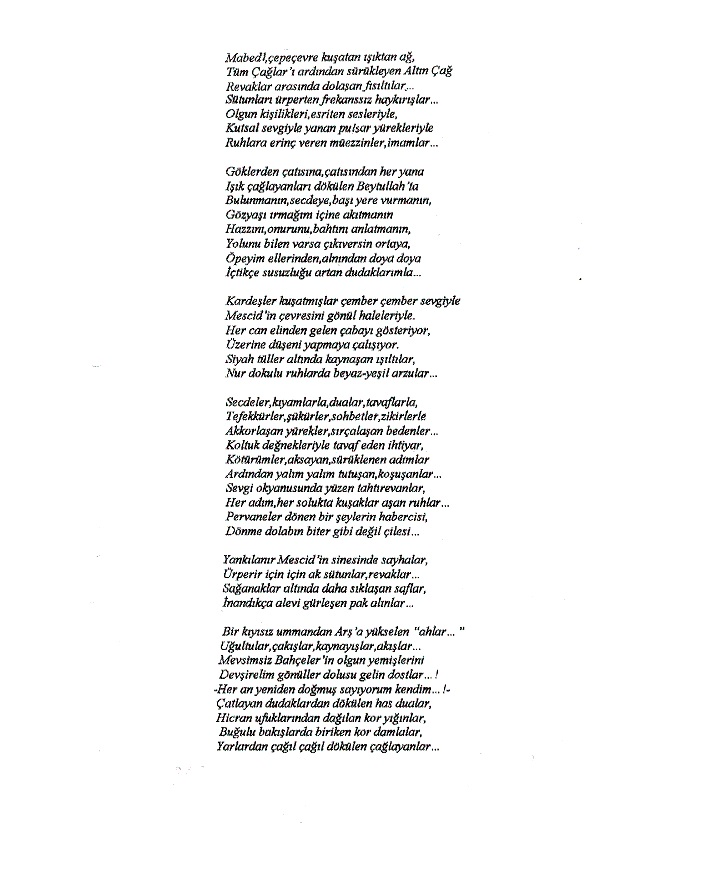 Mabedl,çepeçevre kuşatan ışıktan ağ,
Tüm Çağlar'ı ardından sürükleyen Altın Çağ
Revaklar arasında dolaşan fısıltılar...
Sütunları ürperten frekanssız haykırışlar...
Olgun kişilikleri,esriten sesleriyle,
Kutsal sevgiyle yanan pulsar yürekleriyle
Ruhlara erinç veren müezzinler,imamlar...

Göklerden çatısına,çatısından her yana
Işık çağlayanları dökülen Beytullah'ta
Bulunmanın,secdeye,başı yere vurmanın,
Gözyaşı ırmağını içine akıtmanın
Hazzını,onurunu,bahtını anlatmanın,
Yolunu bilen varsa çıkıversin ortaya,
Öpeyim ellerinden,alnından doya doya
İçtikçe susuzluğu artan dudaklarımla...

Kardeşler kuşatmışlar çember çember sevgiyle
Mescid'in çevresini gönül haleleriyle.
Her can elinden gelen çabayı gösteriyor,
Üzerine düşeni yapmaya çalışıyor.
Siyah tüller altında kaynaşan ışıltılar,
Nur dokulu ruhlarda beyaz-yeşil arzular...

Secdeler,kıyamlarla,dualar,tavaflarla,
Tefekkürler,şükürler,sohbetler,zikirlerle
Akkorlaşan yürekler,sırçalaşan bedenler...
Koltuk değnekleriyle tavaf eden ihtiyar,
Kötürümler,aksayan,sürüklenen adımlar
Ardından yalım yalım tutuşan,koşuşanlar...
Sevgi okyanusunda yüzen tahtırevanlar,
Her adım,her solukta kuşaklar aşan ruhlar...
Pervaneler dönen bir şeylerin habercisi,
Dönme dolabın biter gibi değil çilesi...

Yankılanır Mescid'in sinesinde sayhalar,
Ürperir için için ak sütunlar,revaklar...
Sağanaklar altında daha sıklaşan saflar,
İnandıkça alevi gürleşen pak alınlar...

Bir kıyısız ummandan Arş'a yükselen "ahlar... "
Uğultular,çakışlar,kaynayışlar,akışlar...
Mevsimsiz Bahçeler'in olgun yemişlerini
Devşirelim gönüller dolusu gelin dostlar...!
-Her an yeniden doğmuş sayıyorum kendim...!-
Çatlayan dudaklardan dökülen has dualar,
Hicran ufuklarından dağılan kor yığınlar,
Buğulu bakışlarda biriken kor damlalar,
Yarlardan çağıl çağıl dökülen çağlayanlar...